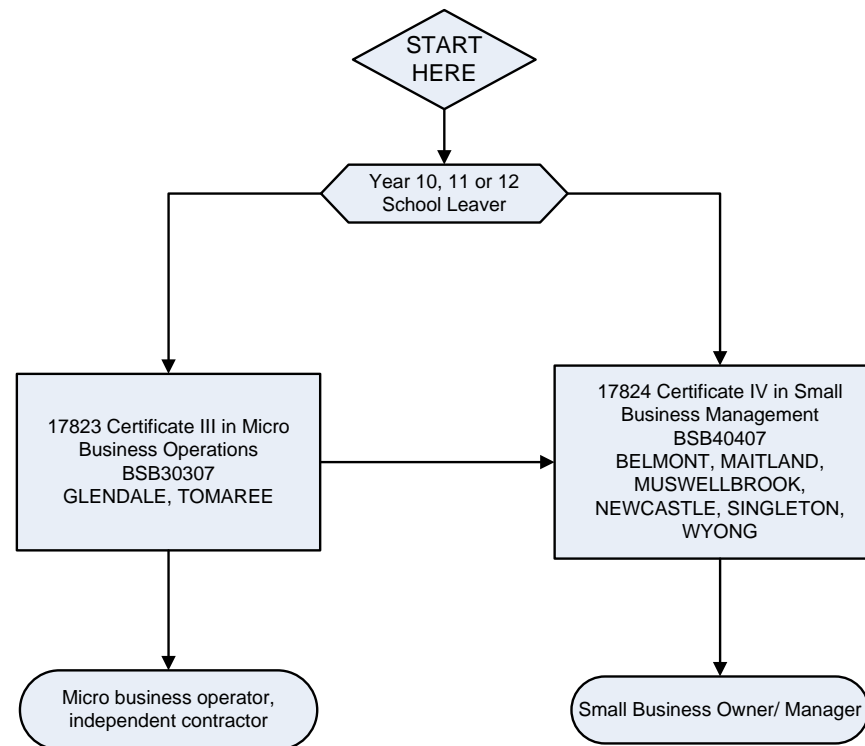 START
HERE
Year 10, 11 or 12
School Leaver
17823 Certificate III in Micro
Business Operations
BSB30307
GLENDALE, TOMAREE
17824 Certificate IV in Small
Business Management
BSB40407
BELMONT, MAITLAND,
MUSWELLBROOK,
NEWCASTLE, SINGLETON,
WYONG
Micro business operator,
independent contractor
Small Business Owner/ Manager